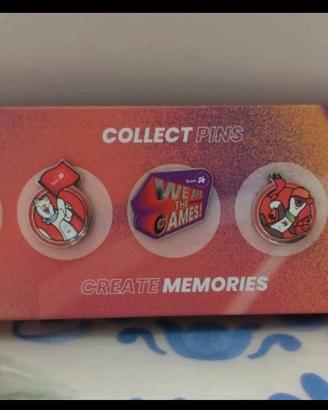 COLLECT PINS
WE ARE
THE
GAMES!
CREATE MEMORIES